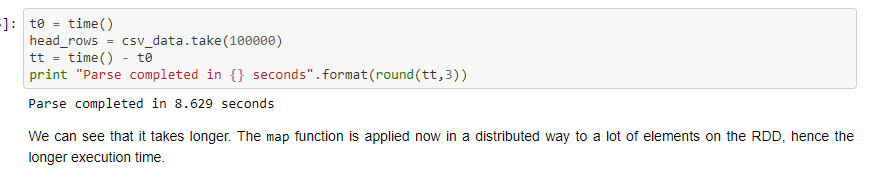 ]: t0 = time()
head_rows = csv_data.take(100000)
tt = time() - t0
print "Parse completed in {} seconds".format(round(tt,3))
Parse completed in 8.629 seconds
We can see that it takes longer. The map function is applied now in a distributed way to a lot of elements on the RDD, hence the
longer execution time.